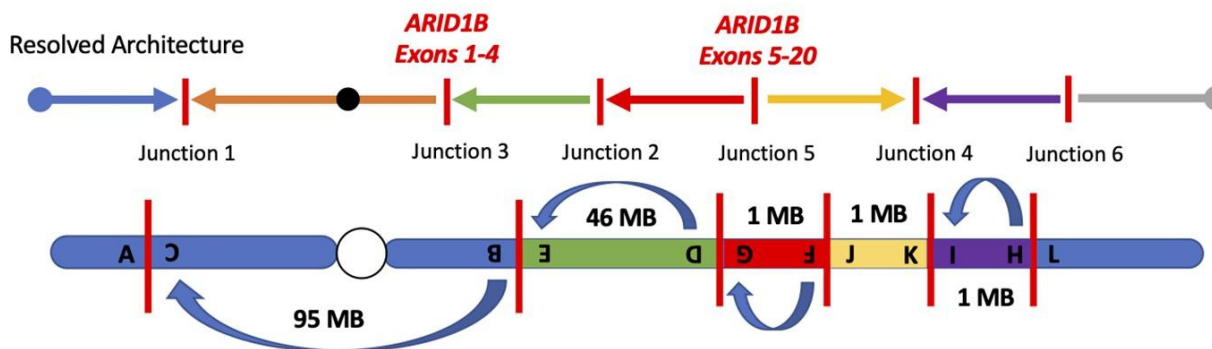 Resolved Architecture
ARID1B
Exons 1-4
ARID1B
Exons 5-20
Junction 1
Junction 3
Junction 2
Junction 5
Junction 4
Junction 6
46 MB
1 MB
1 MB
A C B E D G F J K I H L
95 MB
1 MB